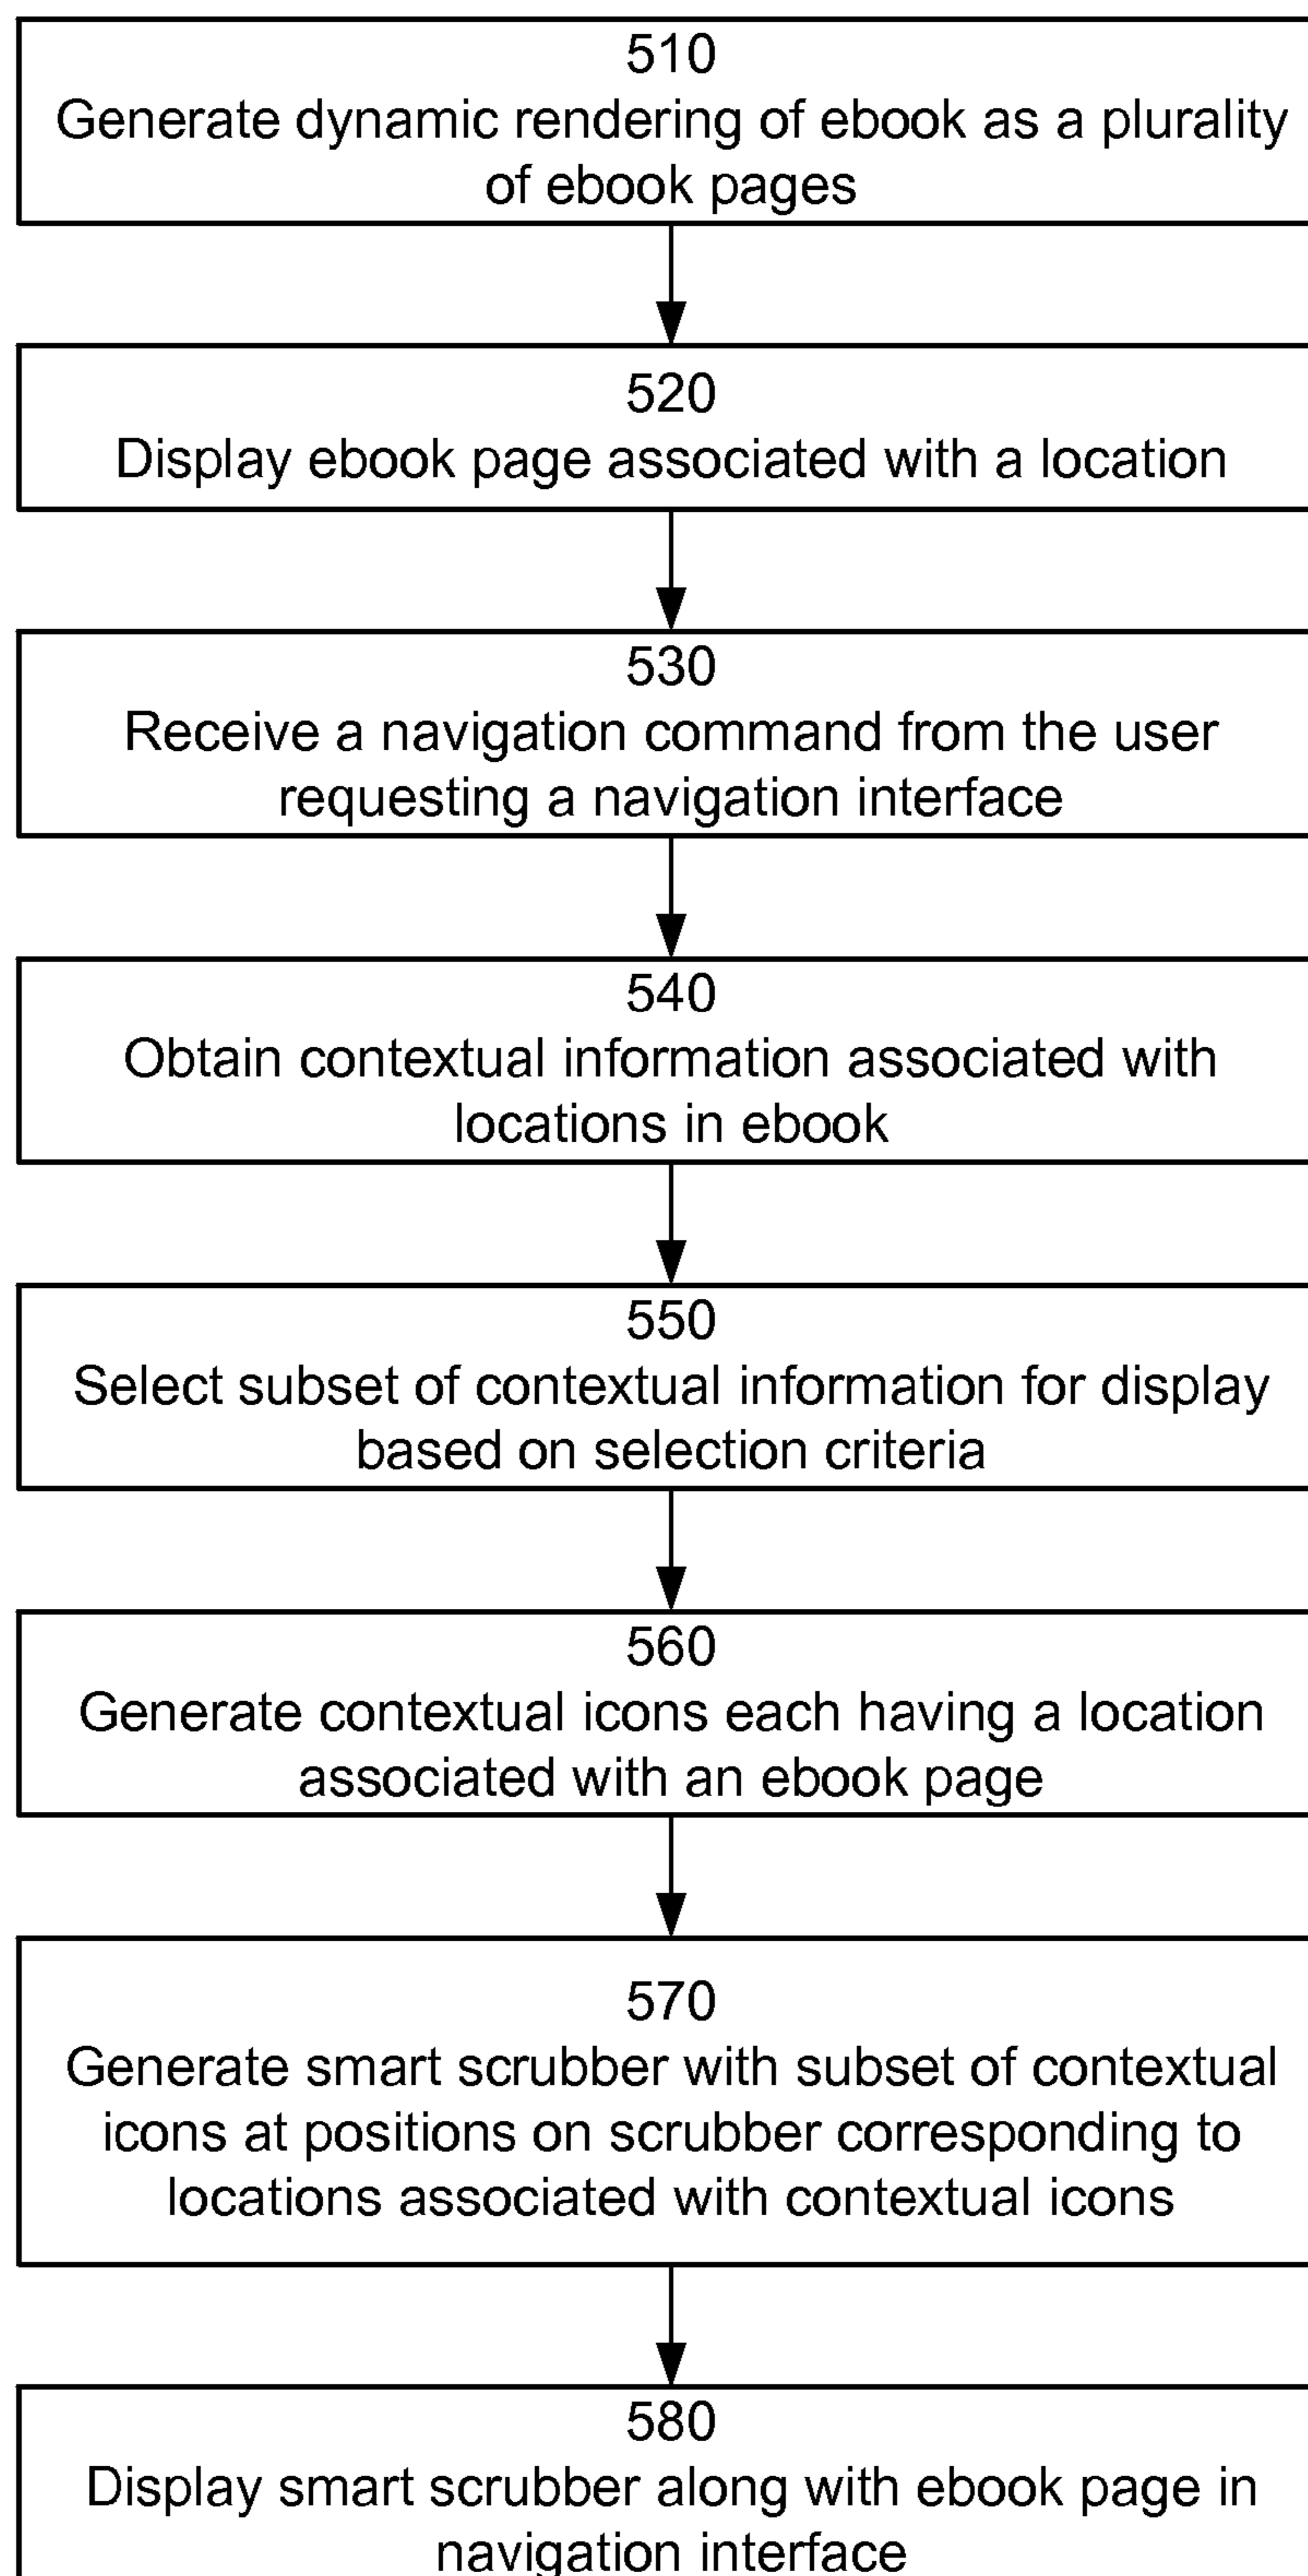 510
Generate dynamic rendering of ebook as a plurality
of ebook pages
520
Display ebook page associated with a location
530
Receive a navigation command from the user
requesting a navigation interface
540
Obtain contextual information associated with
locations in ebook
550
Select subset of contextual information for display
based on selection criteria
560
Generate contextual icons each having a location
associated with an ebook page
570
Generate smart scrubber with subset of contextual
icons at positions on scrubber corresponding to
locations associated with contextual icons
580
Display smart scrubber along with ebook page in
navigation interface